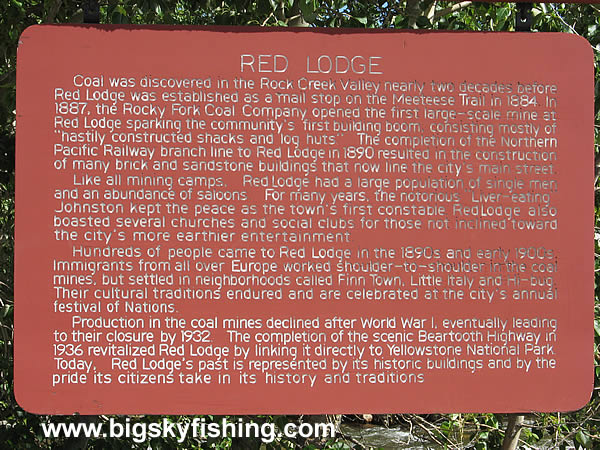 RED LODGE
Coal was discovered in the Rock Creek Valley nearly two decades before
Red Lodge was established as a mail stop on the Meeteese Trail in 1884. In
1887, the Rocky Fork Coal Company opened the first large-scale mine at
Red Lodge sparking the community's first building boom, consisting mostly of
"hastily constructed shacks and log huts." The completion of the Northern
Pacific Railway branch line to Red Lodge in 1890 resulted in the construction
of many brick and sandstone buildings that now line the city's main street.
Like all mining camps, Red Lodge had a large population of single men
and an abundance of saloons. For many years, the notorious "Liver-eating"
Johnston kept the peace as the town's first constable. Red Lodge also
boasted several churches and social clubs for those not inclined toward
the city's more earthier entertainment.
Hundreds of people came to Red Lodge in the 1890s and early 1900s.
Immigrants from all over Europe worked shoulder-to-shoulder in the coal
mines, but settled in neighborhoods called Finn Town, Little Italy and Hi-bug.
Their cultural traditions endured and are celebrated at the city's annual
festival of Nations.
Production in the coal mines declined after World War I, eventually leading
to their closure by 1932. The completion of the scenic Beartooth Highway in
1936 revitalized Red Lodge by linking it directly to Yellowstone National Park.
Today, Red Lodge's past is represented by its historic buildings and by the
pride its citizens take in its history and traditions
www.bigskyfishing.com